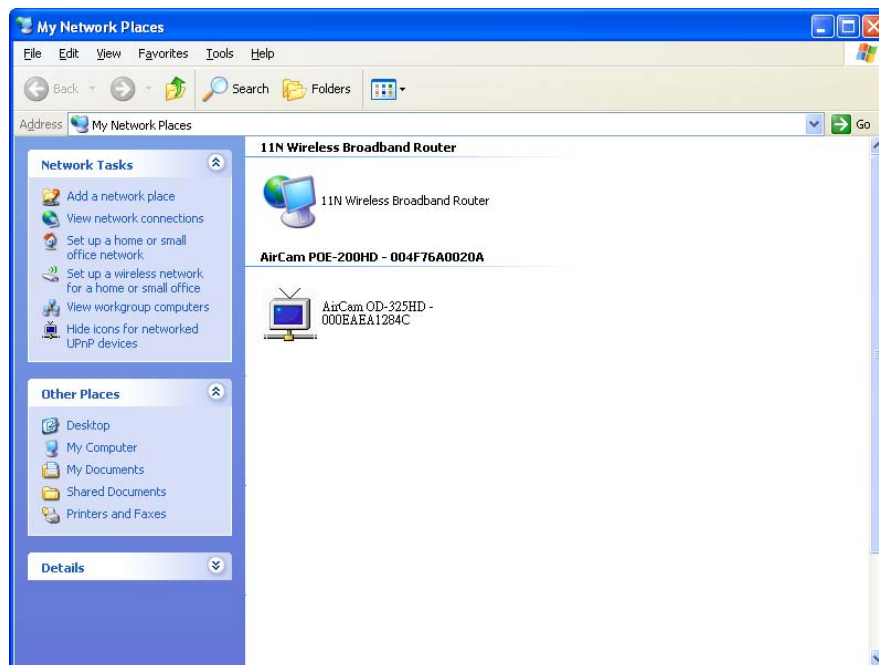 My Network Places
File Edit View Favorites Tools Help
Back Search Folders
Address My Network Places Go
Network Tasks
Add a network place
View network connections
Set up a home or small
office network
Set up a wireless network
for a home or small office
View workgroup computers
Hide icons for networked
UPnP devices
Other Places
Desktop
My Computer
My Documents
Shared Documents
Printers and Faxes
Details
11N Wireless Broadband Router
11N Wireless Broadband Router
AirCam POE-200HD - 004F76A0020A
AirCam OD-325HD -
000EAEA1284C